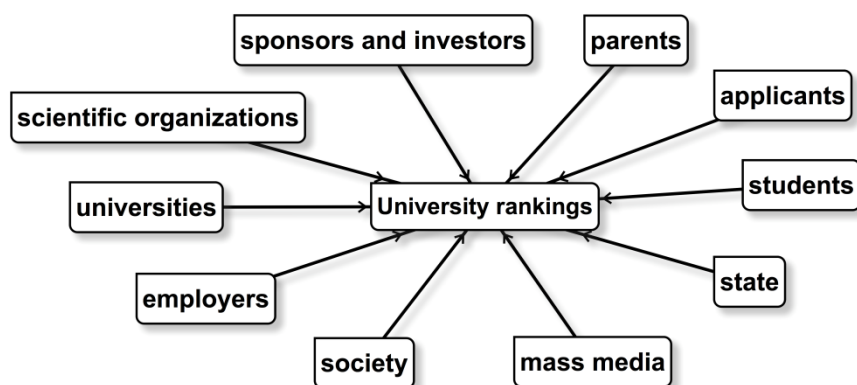 sponsors and investors
parents
applicants
scientific organizations
students
universities
University rankings
state
employers
society
mass media